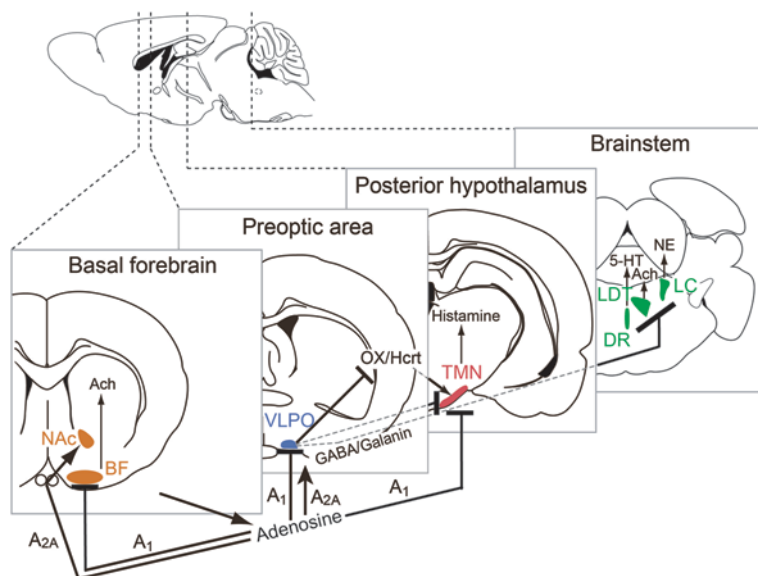 Brainstem
Posterior hypothalamus
Preoptic area
Basal forebrain
NE
5-HT
Ach
LDT
LC
DR
Histamine
OX/Hcrt
TMN
Ach
VLPO
NAc
BF
GABA/Galanin
A1
A2A
A1
Adenosine
A2A
A1